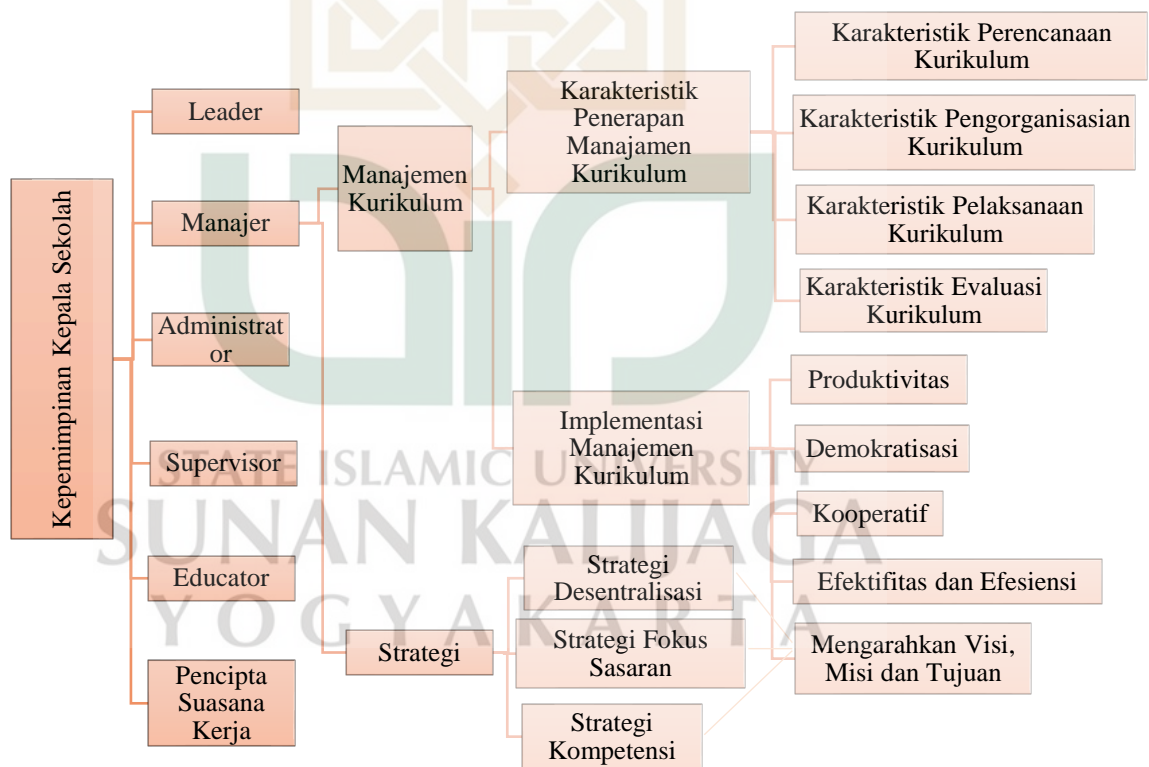 Kepemimpinan Kepala Sekolah
Leader
Manajer
Administrat
or
Supervisor
Educator
Pencipta
Suasana
Kerja
Manajemen
Kurikulum
Strategi
Karakteristik
Penerapan
Manajamen
Kurikulum
Implementasi
Manajemen
Kurikulum
Strategi
Desentralisasi
Strategi Fokus
Sasaran
Strategi
Kompetensi
Karakteristik Perencanaan
Kurikulum
Karakteristik Pengorganisasian
Kurikulum
Karakteristik Pelaksanaan
Kurikulum
Karakteristik Evaluasi
Kurikulum
Produktivitas
Demokratisasi
Kooperatif
Efektifitas dan Efesiensi
Mengarahkan Visi,
Misi dan Tujuan
STATE ISLAMIC UNIVERSITY
SUNAN KALIJAGA
YOGYAKARTA